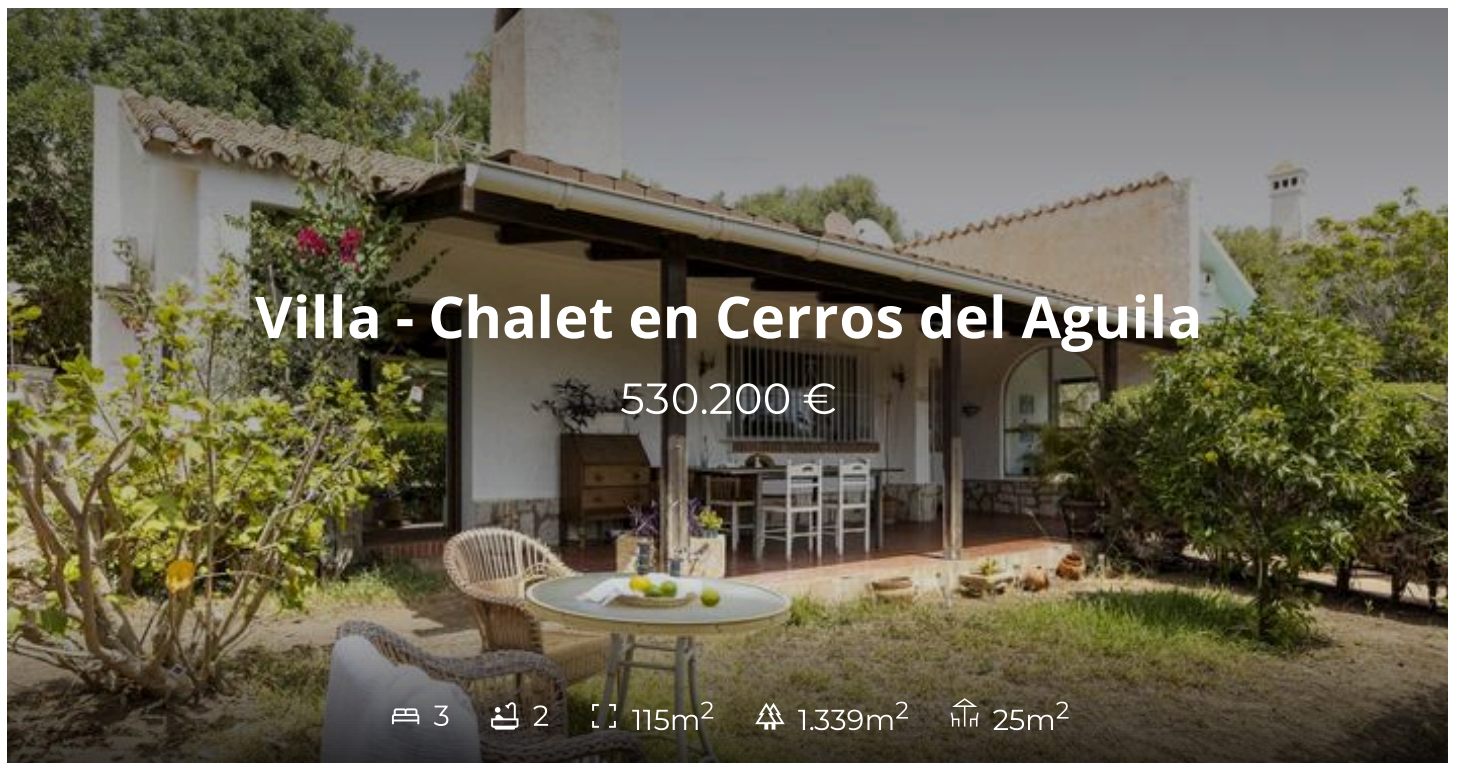 Villa - Chalet en Cerros del Aguila
530.200 €
3 2 115m² 1.339m² 25m²